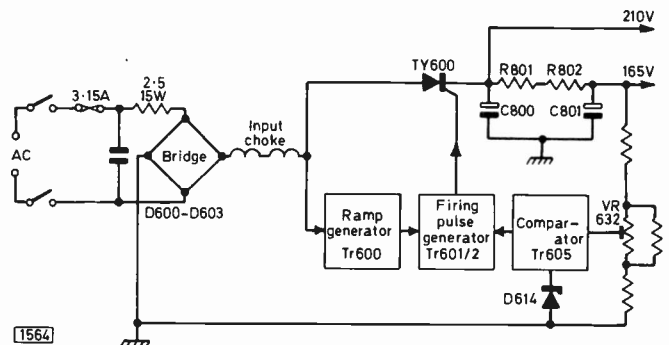 210V
TY600
R801
R802
165V
3·15A
2·5
15W
C800
C801
AC
Input
choke
Bridge
D600-D603
Ramp
generator
Tr600
Firing
pulse
generator
Tr601/2
Compar-
ator
Tr605
VR
632
D614
1564